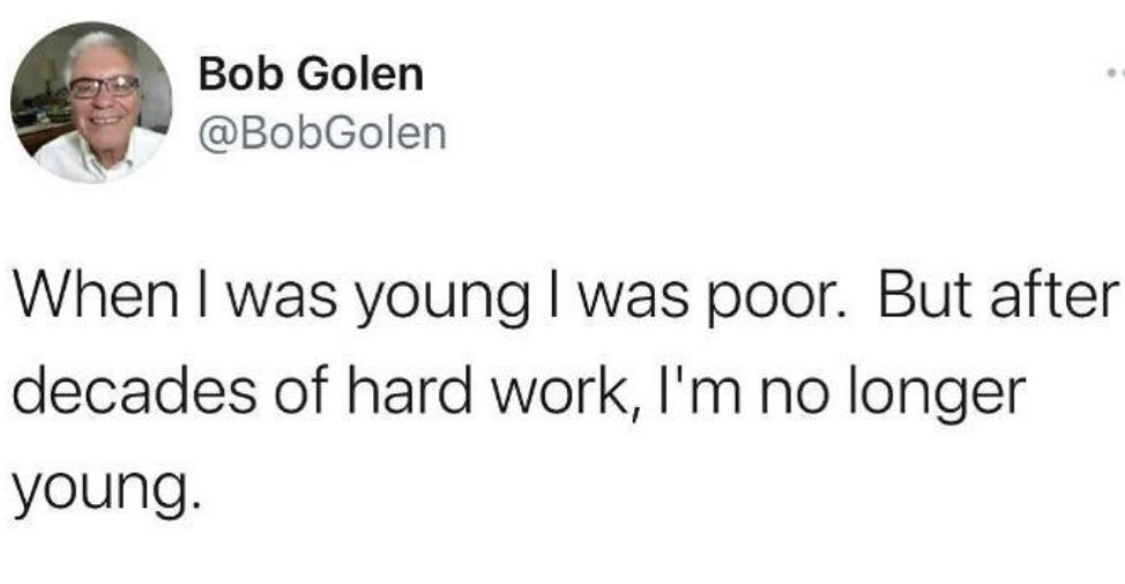 Bob Golen
@BobGolen
When I was young I was poor.  But after
decades of hard work, I'm no longer
young.